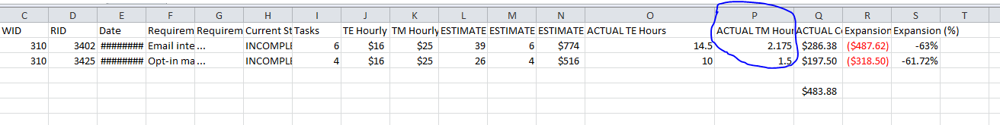 C D E F G H I J K L M N O P Q R S T
WID RID Date Requirem Requirem Current St Tasks TE Hourly TM Hourly ESTIMATE ESTIMATE ESTIMATE ACTUAL TE Hours ACTUAL TM Hour ACTUAL Co Expansion Expansion (%)
310 3402 ######## Email inte ... INCOMPLE 6 $16 $25 39 6 $774 14.5 2.175 $286.38 ($487.62) -63%
310 3425 ######## Opt-in ma ... INCOMPLE 4 $16 $25 26 4 $516 10 1.5 $197.50 ($318.50) -61.72%
$483.88